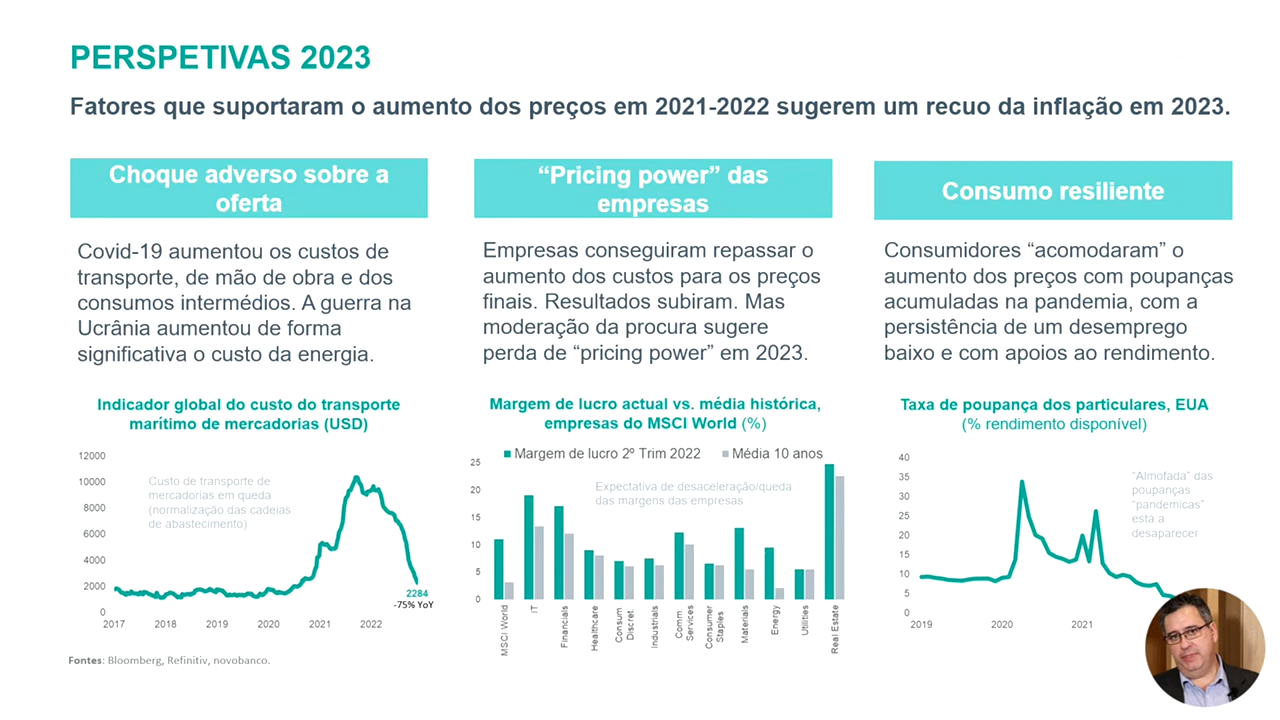 PERSPETIVAS 2023
Fatores que suportaram o aumento dos preços em 2021-2022 sugerem um recuo da inflação em 2023.
Choque adverso sobre a
oferta
Covid-19 aumentou os custos de
transporte, de mão de obra e dos
consumos intermédios. A guerra na
Ucrânia aumentou de forma
significativa o custo da energia.
Indicador global do custo do transporte
marítimo de mercadorias (USD)
12000
10000
8000
6000
4000
2000
0
Custo de transporte de
mercadorias em queda
(normalização das cadeias
de abastecimento)
2284
-75% YoY
2017
2018
2019
2020
2021
2022
Fontes: Bloomberg, Refinitiv, novobanco.
“Pricing power” das
empresas
Empresas conseguiram repassar o
aumento dos custos para os preços
finais. Resultados subiram. Mas
moderação da procura sugere
perda de “pricing power” em 2023.
Margem de lucro actual vs. média histórica,
empresas do MSCI World (%)
Margem de lucro 2º Trim 2022
Média 10 anos
25
20
15
10
5
0
Expectativa de desaceleração/queda
das margens das empresas
MSCI World
IT
Financials
Healthcare
Consum
Discret.
Industrials
Comm.
Services
Consumer
Staples
Materials
Energy
Utilities
Real Estate
Consumo resiliente
Consumidores “acomodaram” o
aumento dos preços com poupanças
acumuladas na pandemia, com a
persistência de um desemprego
baixo e com apoios ao rendimento.
Taxa de poupança dos particulares, EUA
(% rendimento disponível)
40
35
30
25
20
15
10
5
0
“Almofada” das
poupanças
“pandemicas”
esta a
desaparecer
2019
2020
2021